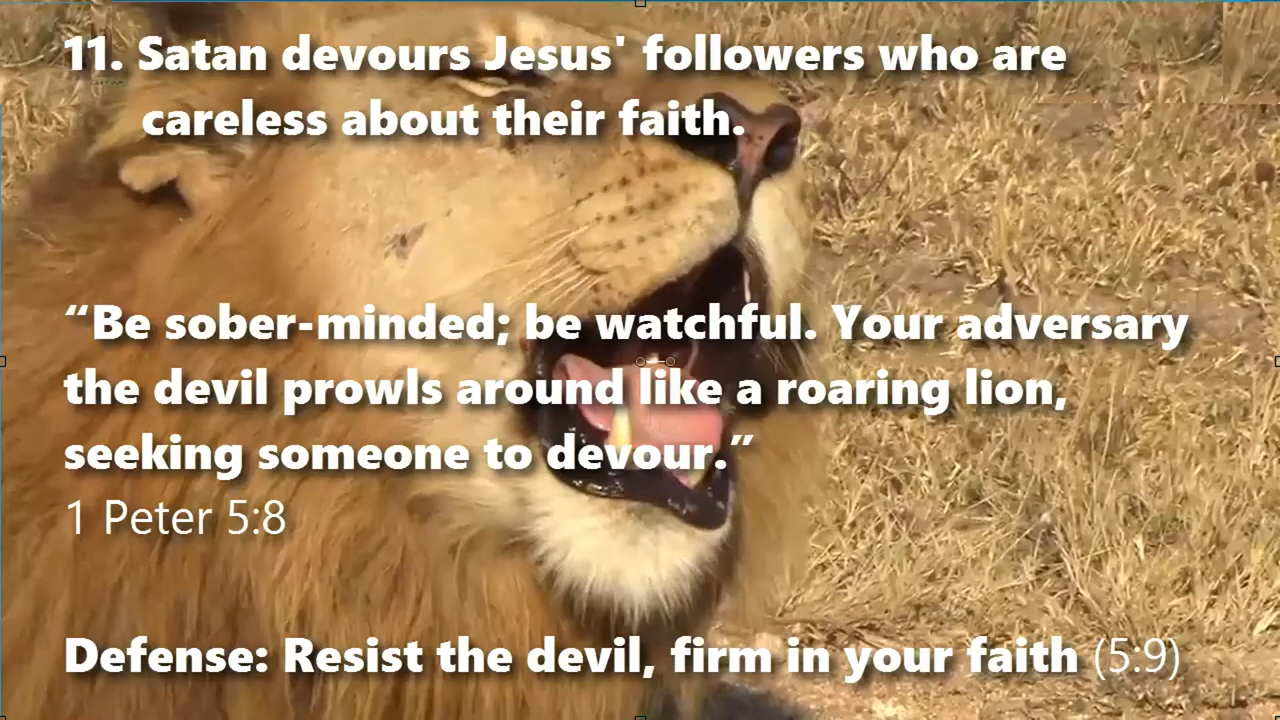 11. Satan devours Jesus' followers who are
careless about their faith.
“Be sober-minded; be watchful. Your adversary
the devil prowls around like a roaring lion,
seeking someone to devour.”
1 Peter 5:8
Defense: Resist the devil, firm in your faith (5:9)